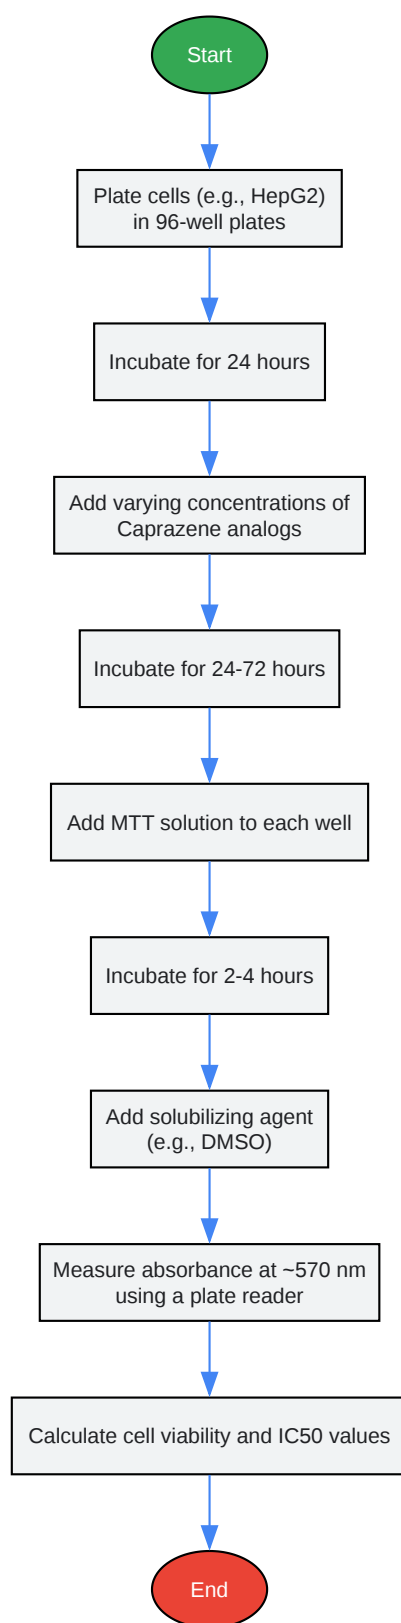 Start
Plate cells (e.g., HepG2)
in 96-well plates
Incubate for 24 hours
Add varying concentrations of
Caprazene analogs
Incubate for 24-72 hours
Add MTT solution to each well
Incubate for 2-4 hours
Add solubilizing agent
(e.g., DMSO)
Measure absorbance at ~570 nm
using a plate reader
Calculate cell viability and IC50 values
End